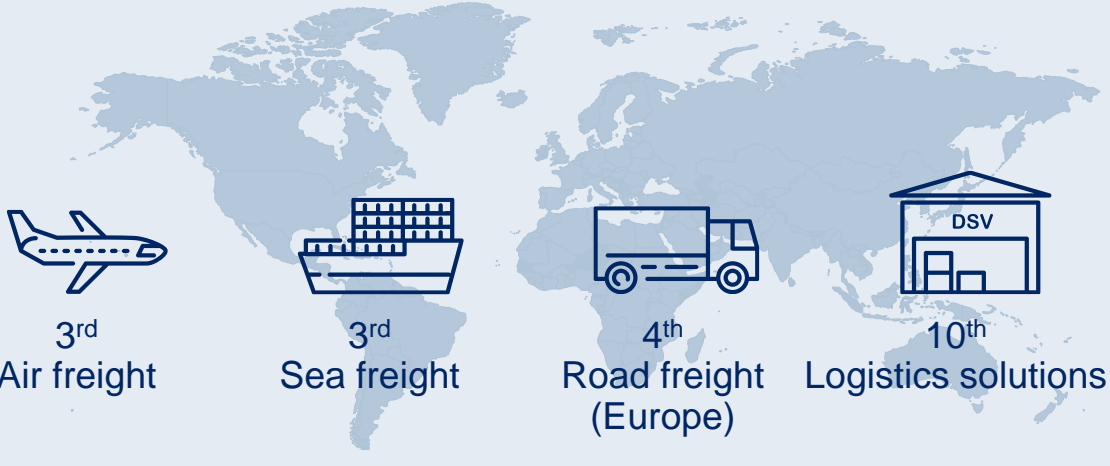 DSV
3rd
Air freight
3rd
Sea freight
4th
Road freight
(Europe)
10th
Logistics solutions